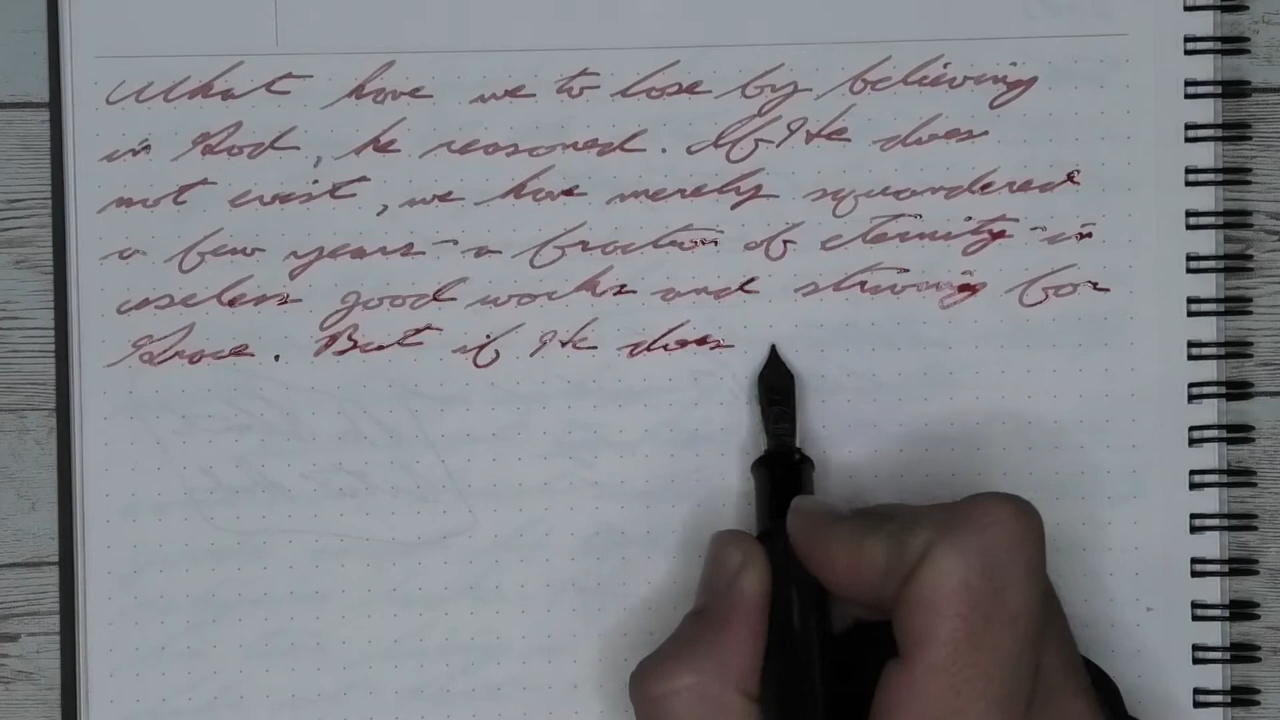 What have we to lose by believing
in God, he reasoned. If He does
not exist, we have merely squandered
a few years - a fraction of eternity - in
useless good works and striving for
Grace. But if He does